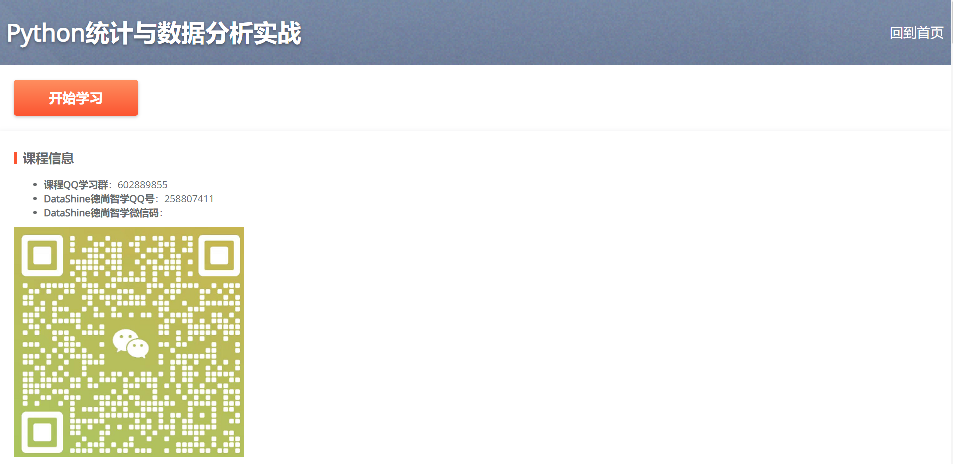 Python统计与数据分析实战
回到首页
开始学习
课程信息
课程QQ学习群：602889855
DataShine德尚智学QQ号：258807411
DataShine德尚智学微信码：